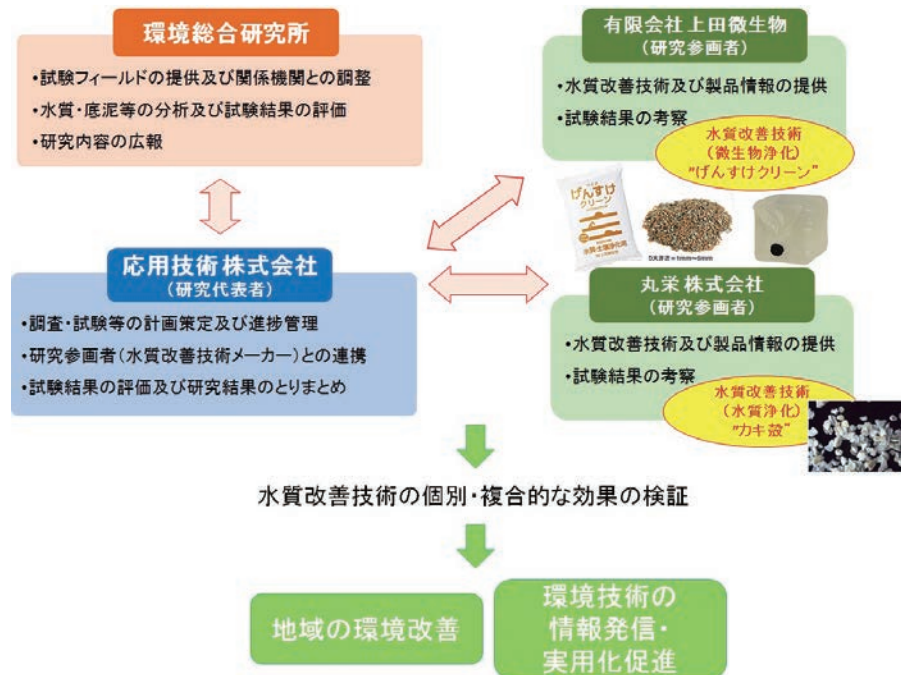 環境総合研究所
・試験フィールドの提供及び関係機関との調整
・水質・底泥等の分析及び試験結果の評価
・研究内容の広報
有限会社上田微生物
(研究参画者)
・水質改善技術及び製品情報の提供
・試験結果の考察
水質改善技術
(微生物浄化)
"げんすけクリーン"
げんすけ
クリーン
応用技術株式会社
(研究代表者)
・調査・試験等の計画策定及び進捗管理
・研究参画者(水質改善技術メーカー)との連携
・試験結果の評価及び研究結果のとりまとめ
丸栄株式会社
(研究参画者)
・水質改善技術及び製品情報の提供
・試験結果の考察
水質改善技術
(水質浄化)
"カキ殻"
水質改善技術の個別・複合的な効果の検証
地域の環境改善
環境技術の
情報発信・
実用化促進